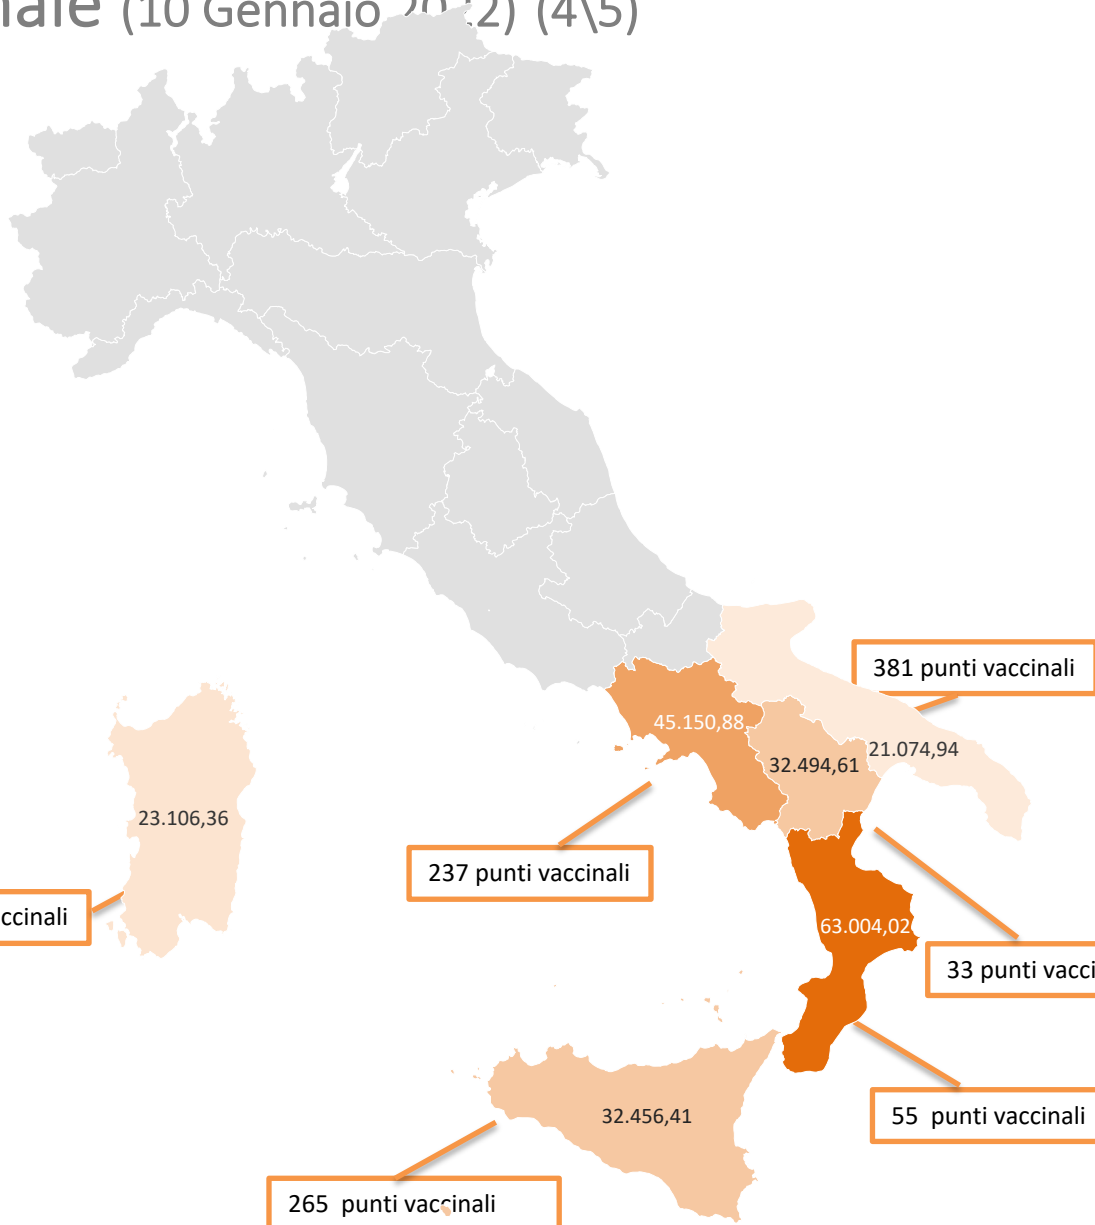 nale (10 Gennaio 2022) (4\5)
381 punti vaccinali
45.150,88
21.074,94
32.494,61
23.106,36
237 punti vaccinali
ccinali
63.004,02
33 punti vacci
32.456,41
55 punti vaccinali
265 punti vaccinali